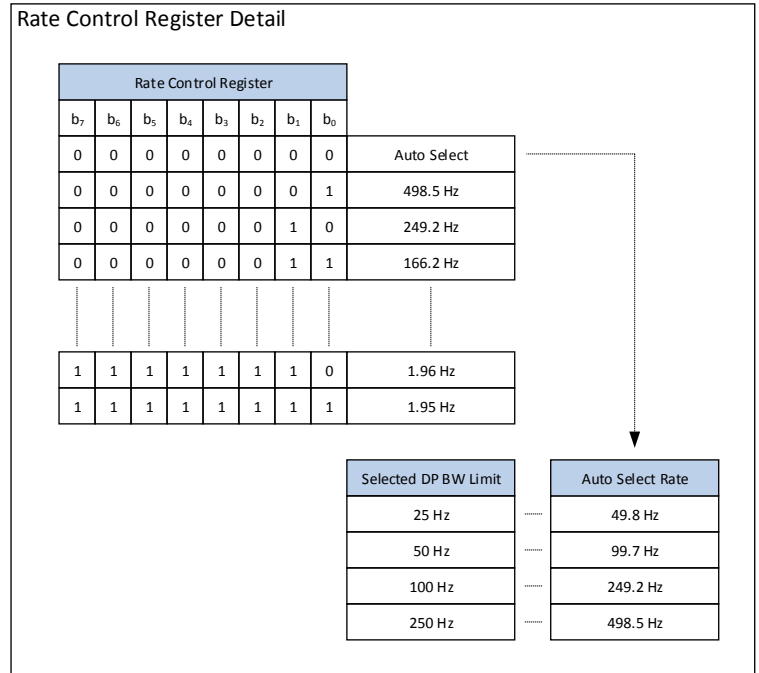 Rate Control Register Detail
Rate Control Register
b₇ b₆ b₅ b₄ b₃ b₂ b₁ b₀
0 0 0 0 0 0 0 0 Auto Select
0 0 0 0 0 0 0 1 498.5 Hz
0 0 0 0 0 0 1 0 249.2 Hz
0 0 0 0 0 0 1 1 166.2 Hz
1 1 1 1 1 1 1 0 1.96 Hz
1 1 1 1 1 1 1 1 1.95 Hz
Selected DP BW Limit Auto Select Rate
25 Hz 49.8 Hz
50 Hz 99.7 Hz
100 Hz 249.2 Hz
250 Hz 498.5 Hz